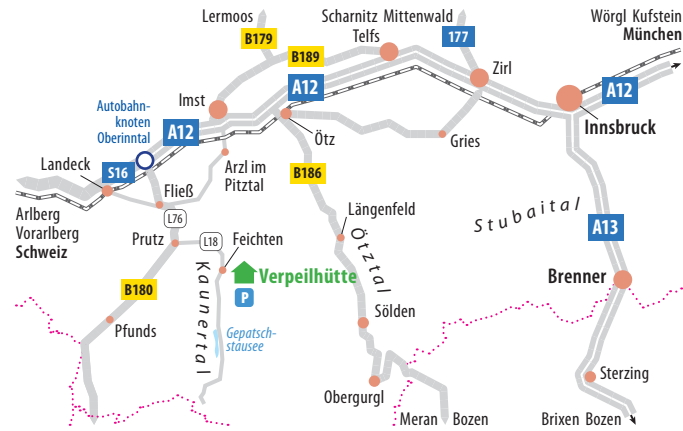 Lermoos
Scharnitz Mittenwald
Telfs
Wörgl Kufstein
München
B179
177
B189
Zirl
A12
A12
Imst
Autobahn-
knoten
Oberinntal
A12
Innsbruck
Ötz
Gries
Landeck
S16
Arzl im
Pitztal
B186
Fließ
Arlberg
Vorarlberg
Schweiz
L76
Längenfeld
Stubaital
A13
Prutz
L18
Feichten
Ötztal
Kaunertal
Verpeilhütte
Brenner
B180
P
Pfunds
Gepatsch-
stausee
Sölden
Sterzing
Obergurgl
Meran
Bozen
Brixen Bozen